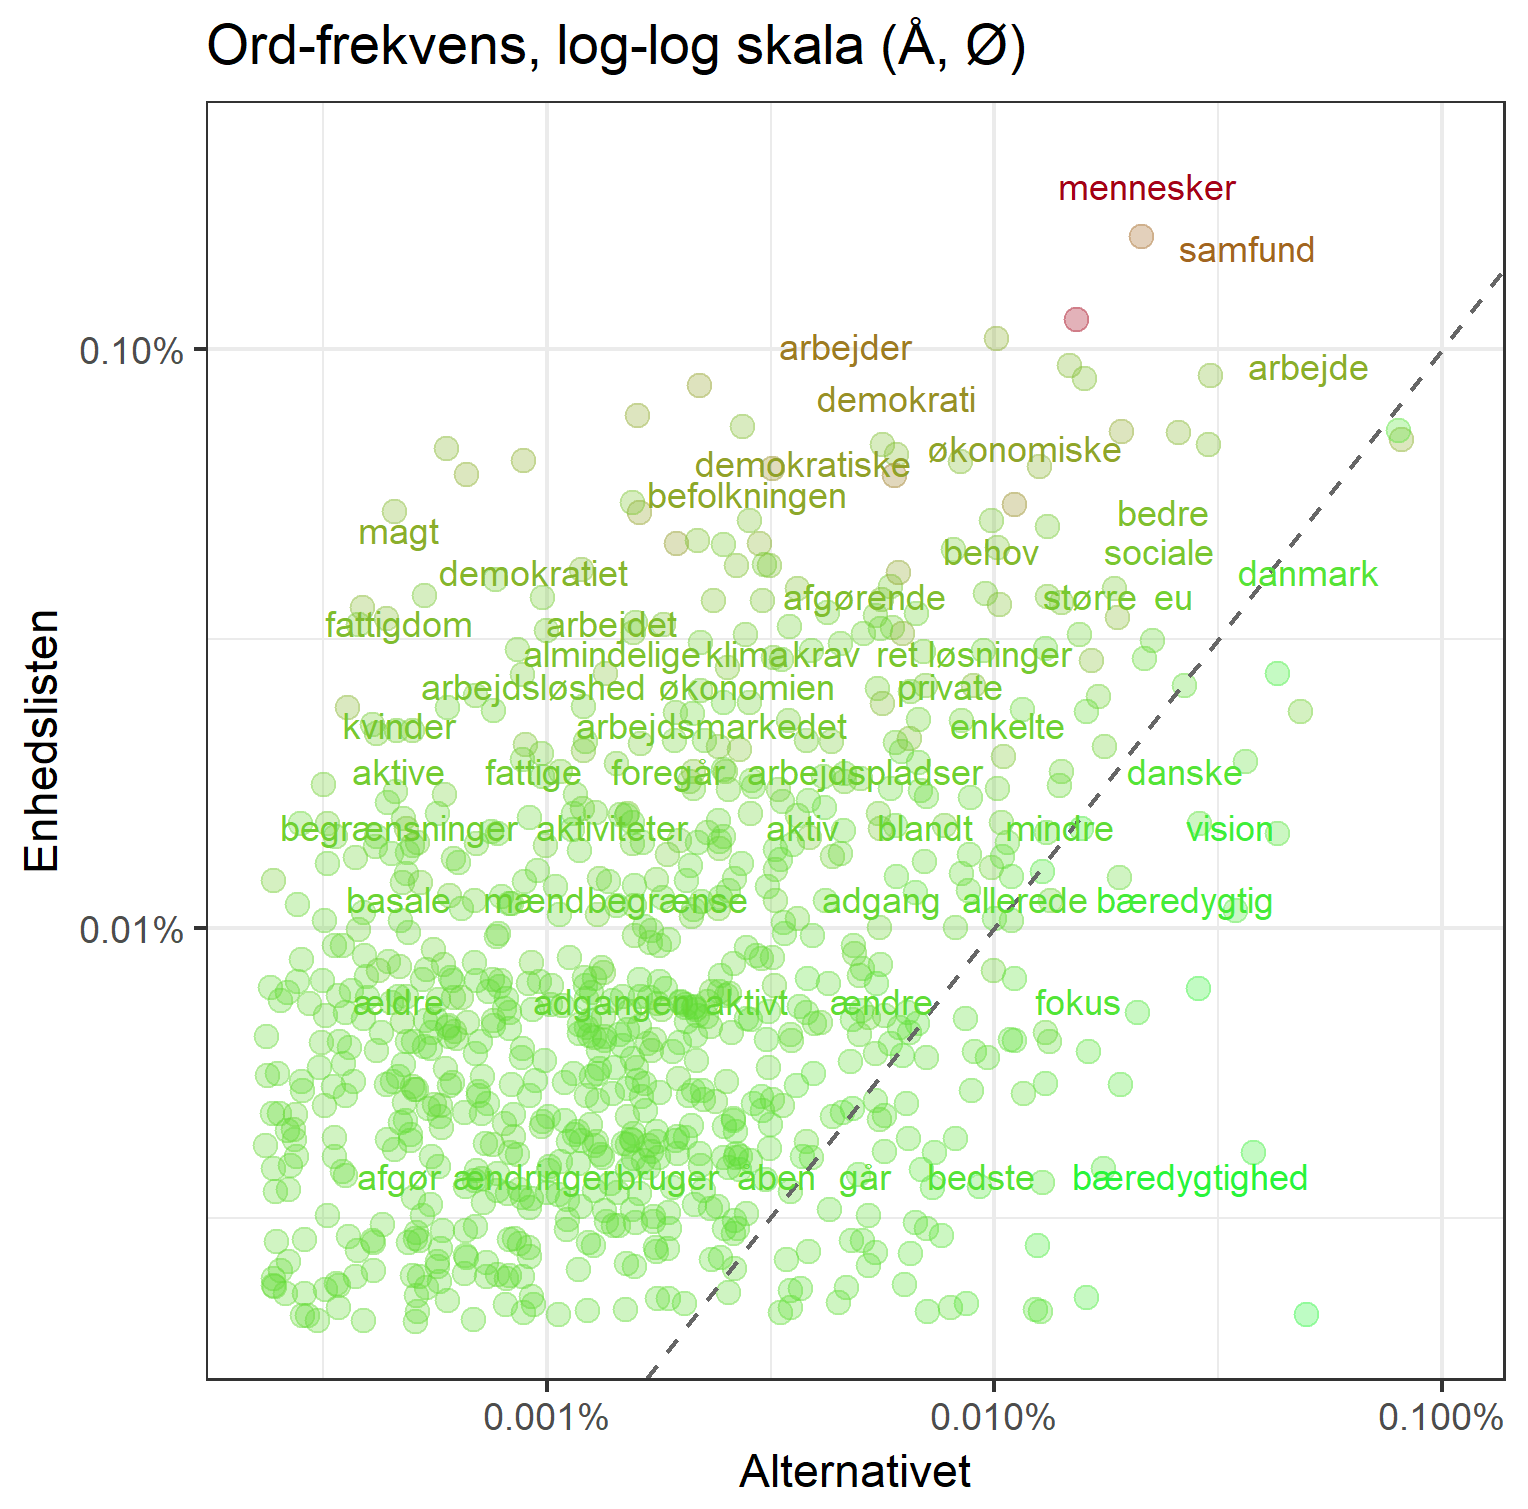 Ord-frekvens, log-log skala (Å, Ø)
mennesker
samfund
0.10%
arbejder
arbejde
demokrati
økonomiske
demokratiske
befolkningen
bedre
magt
behov
sociale
demokratiet
danmark
afgørende
større eu
fattigdom arbejdet
almindelige klima krav ret løsninger
arbejdsløshed økonomien private
kvinder arbejdsmarkedet enkelte
aktive fattige foregår arbejdspladser danske
begrænsninger aktiviteter aktiv blandt mindre vision
basale mænd begrænse adgang allerede bæredygtig
0.01%
ældre adgangen aktivt ændre fokus
afgør ændringer bruger åben går bedste bæredygtighed
Enhedslisten
0.001% 0.010% 0.100%
Alternativet